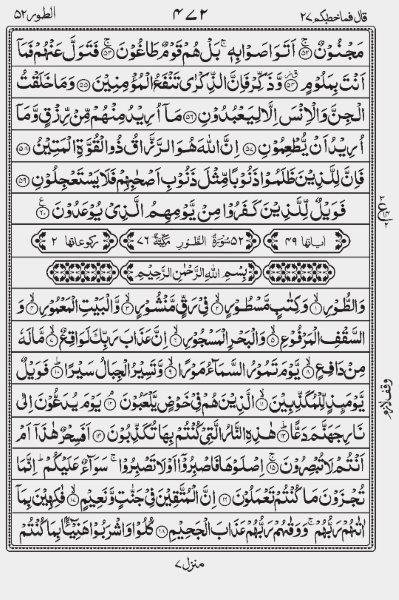 قال فما خطبكم ٢٧ ٤٧٢ الطور ٥٢
مَجْنُوْنٌ ۚ﴿٥٢﴾ اَتَوَاصَوْا بِهٖ ۚ بَلْ هُمْ قَوْمٌ طَاغُوْنَ ۚ﴿٥٣﴾ فَتَوَلَّ عَنْهُمْ فَمَاۤ
اَنْتَ بِمَلُوْمٍ ۫﴿٥٤﴾ وَّذَكِّرْ فَاِنَّ الذِّكْرٰى تَنْفَعُ الْمُؤْمِنِيْنَ ﴿٥٥﴾ وَمَا خَلَقْتُ
الْجِنَّ وَالْاِنْسَ اِلَّا لِيَعْبُدُوْنِ ﴿٥٦﴾ مَاۤ اُرِيْدُ مِنْهُمْ مِّنْ رِّزْقٍ وَّمَاۤ
اُرِيْدُ اَنْ يُّطْعِمُوْنِ ﴿٥٧﴾ اِنَّ اللّٰهَ هُوَ الرَّزَّاقُ ذُو الْقُوَّةِ الْمَتِيْنُ ﴿٥٨﴾
فَاِنَّ لِلَّذِيْنَ ظَلَمُوْا ذَنُوْبًا مِّثْلَ ذَنُوْبِ اَصْحٰبِهِمْ فَلَا يَسْتَعْجِلُوْنِ ﴿٥٩﴾
فَوَيْلٌ لِّلَّذِيْنَ كَفَرُوْا مِنْ يَّوْمِهِمُ الَّذِيْ يُوْعَدُوْنَ ﴿٦٠﴾
اٰياتها ٤٩ ٥٢ سُوْرَةُ الطُّوْرِ مَكِّيَّةٌ ٧٦ ركوعاتها ٢
بِسْمِ اللّٰهِ الرَّحْمٰنِ الرَّحِيْمِ
وَالطُّوْرِ ۙ﴿١﴾ وَكِتٰبٍ مَّسْطُوْرٍ ۙ﴿٢﴾ فِيْ رَقٍّ مَّنْشُوْرٍ ۙ﴿٣﴾ وَّالْبَيْتِ الْمَعْمُوْرِ ۙ﴿٤﴾ وَ
السَّقْفِ الْمَرْفُوْعِ ۙ﴿٥﴾ وَالْبَحْرِ الْمَسْجُوْرِ ۙ﴿٦﴾ اِنَّ عَذَابَ رَبِّكَ لَوَاقِعٌ ۙ﴿٧﴾ مَّا لَهٗ
مِنْ دَافِعٍ ۙ﴿٨﴾ يَّوْمَ تَمُوْرُ السَّمَآءُ مَوْرًا ۙ﴿٩﴾ وَّتَسِيْرُ الْجِبَالُ سَيْرًا ؕ﴿١٠﴾ فَوَيْلٌ
يَّوْمَئِذٍ لِّلْمُكَذِّبِيْنَ ۙ﴿١١﴾ الَّذِيْنَ هُمْ فِيْ خَوْضٍ يَّلْعَبُوْنَ ۘ﴿١٢﴾ يَوْمَ يُدَعُّوْنَ اِلٰى
نَارِ جَهَنَّمَ دَعًّا ؕ﴿١٣﴾ هٰذِهِ النَّارُ الَّتِيْ كُنْتُمْ بِهَا تُكَذِّبُوْنَ ﴿١٤﴾ اَفَسِحْرٌ هٰذَاۤ اَمْ
اَنْتُمْ لَا تُبْصِرُوْنَ ۚ﴿١٥﴾ اِصْلَوْهَا فَاصْبِرُوْۤا اَوْ لَا تَصْبِرُوْا ۚ سَوَآءٌ عَلَيْكُمْ ؕ اِنَّمَا
تُجْزَوْنَ مَا كُنْتُمْ تَعْمَلُوْنَ ﴿١٦﴾ اِنَّ الْمُتَّقِيْنَ فِيْ جَنّٰتٍ وَّنَعِيْمٍ ۙ﴿١٧﴾ فٰكِهِيْنَ بِمَاۤ
اٰتٰىهُمْ رَبُّهُمْ ۚ وَوَقٰىهُمْ رَبُّهُمْ عَذَابَ الْجَحِيْمِ ﴿١٨﴾ كُلُوْا وَاشْرَبُوْا هَنِيْٓـًٔۢا بِمَا كُنْتُمْ
منزل ٧
ع
وقف لازم